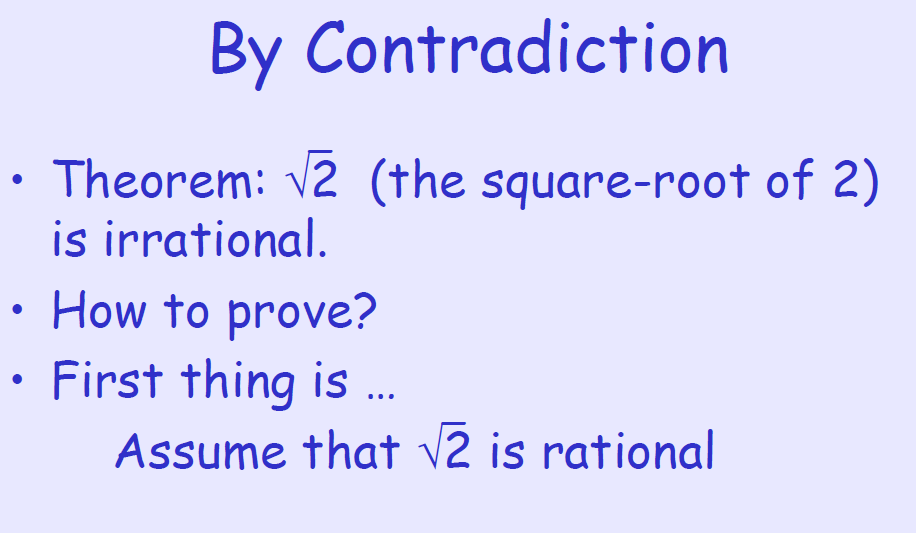 By Contradiction
• Theorem: √2 (the square-root of 2)
is irrational.
• How to prove?
• First thing is ...
Assume that √2 is rational